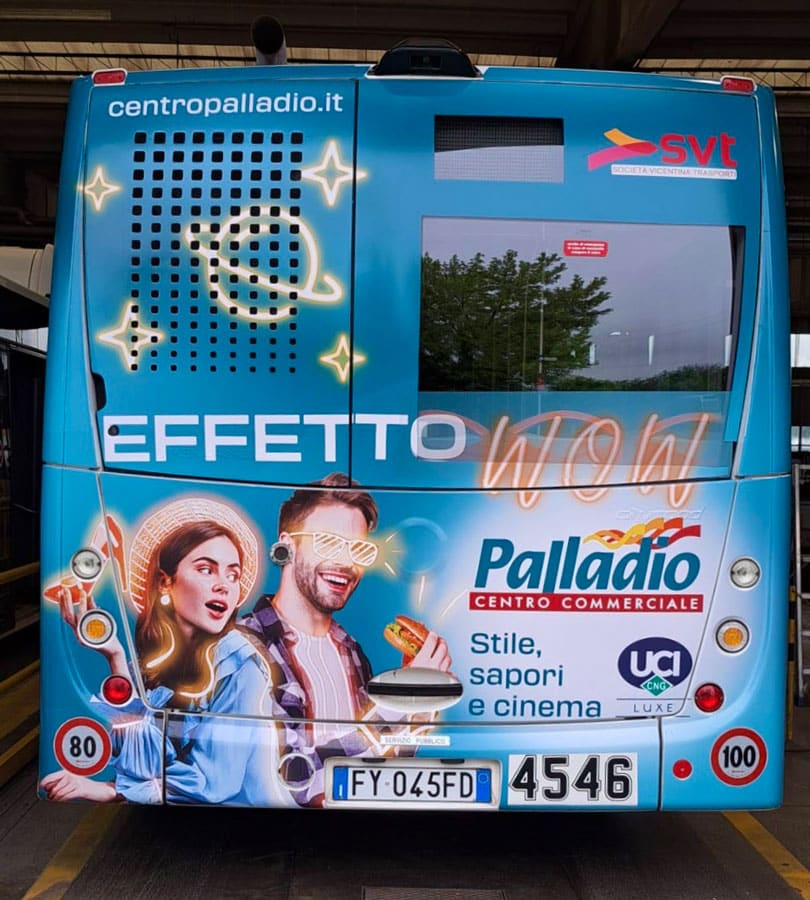 centropalladio.it
svt
SOCIETÀ VICENTINA TRASPORTI
EFFETTO
WOW
Palladio
CENTRO COMMERCIALE
Stile,
sapori
e cinema
UCI
CNG
LUXE
SERVIZIO PUBBLICO
80
100
I
FY 045FD
4546